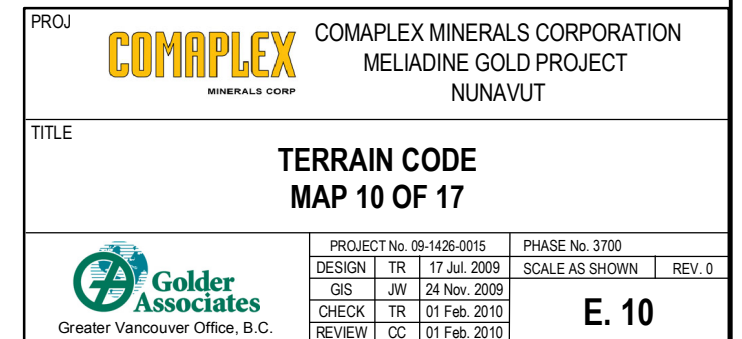 PROJ
COMAPLEX
MINERALS CORP
COMAPLEX MINERALS CORPORATION
MELIADINE GOLD PROJECT
NUNAVUT
TITLE
TERRAIN CODE
MAP 10 OF 17
Golder
Associates
Greater Vancouver Office, B.C.
PROJECT No. 09-1426-0015 PHASE No. 3700
DESIGN TR 17 Jul. 2009 SCALE AS SHOWN REV. 0
GIS JW 24 Nov. 2009
CHECK TR 01 Feb. 2010
REVIEW CC 01 Feb. 2010
E. 10